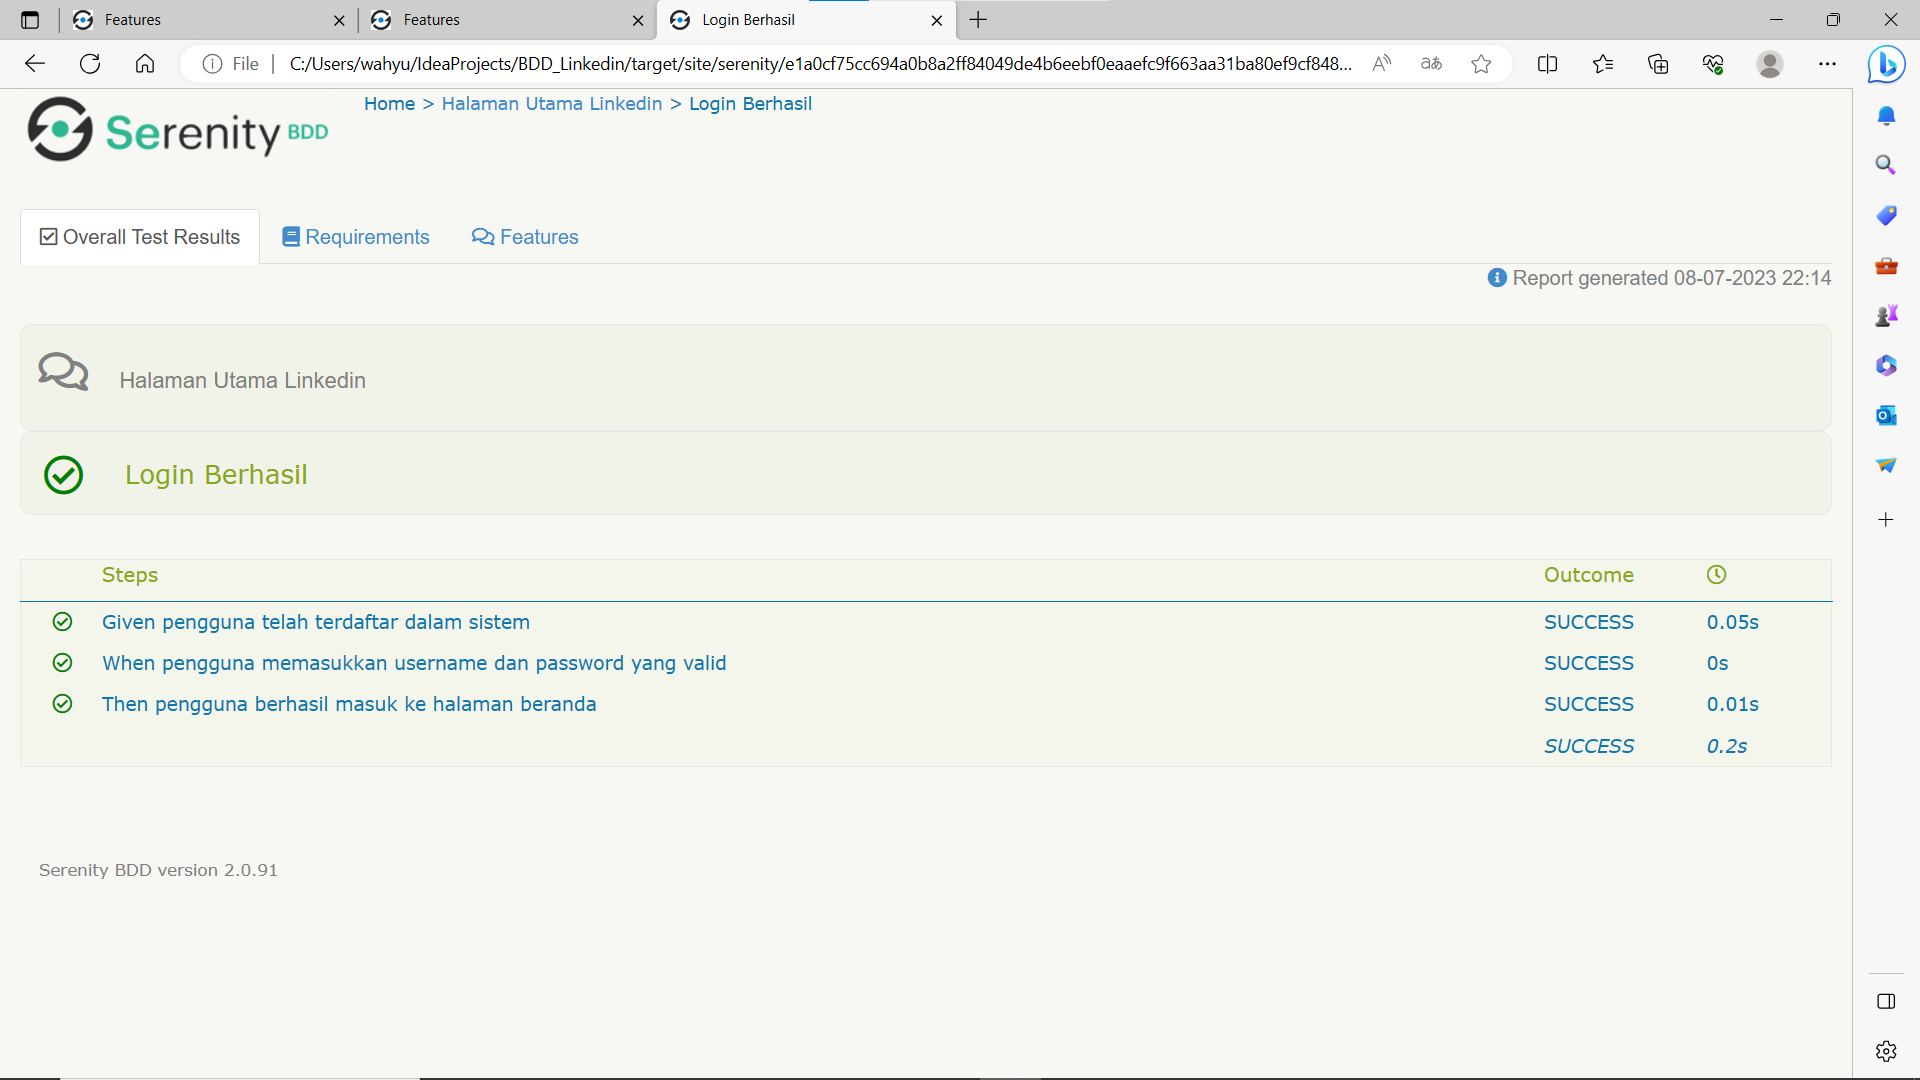 Features
Features
Login Berhasil
File
C:/Users/wahyu/IdeaProjects/BDD_Linkedin/target/site/serenity/e1a0cf75cc694a0b8a2ff84049de4b6eebf0eaaefc9f663aa31ba80ef9cf848...
Serenity BDD
Home > Halaman Utama Linkedin > Login Berhasil
Overall Test Results
Requirements
Features
Report generated 08-07-2023 22:14
Halaman Utama Linkedin
Login Berhasil
Steps Outcome
Given pengguna telah terdaftar dalam sistem SUCCESS 0.05s
When pengguna memasukkan username dan password yang valid SUCCESS 0s
Then pengguna berhasil masuk ke halaman beranda SUCCESS 0.01s
SUCCESS 0.2s
Serenity BDD version 2.0.91